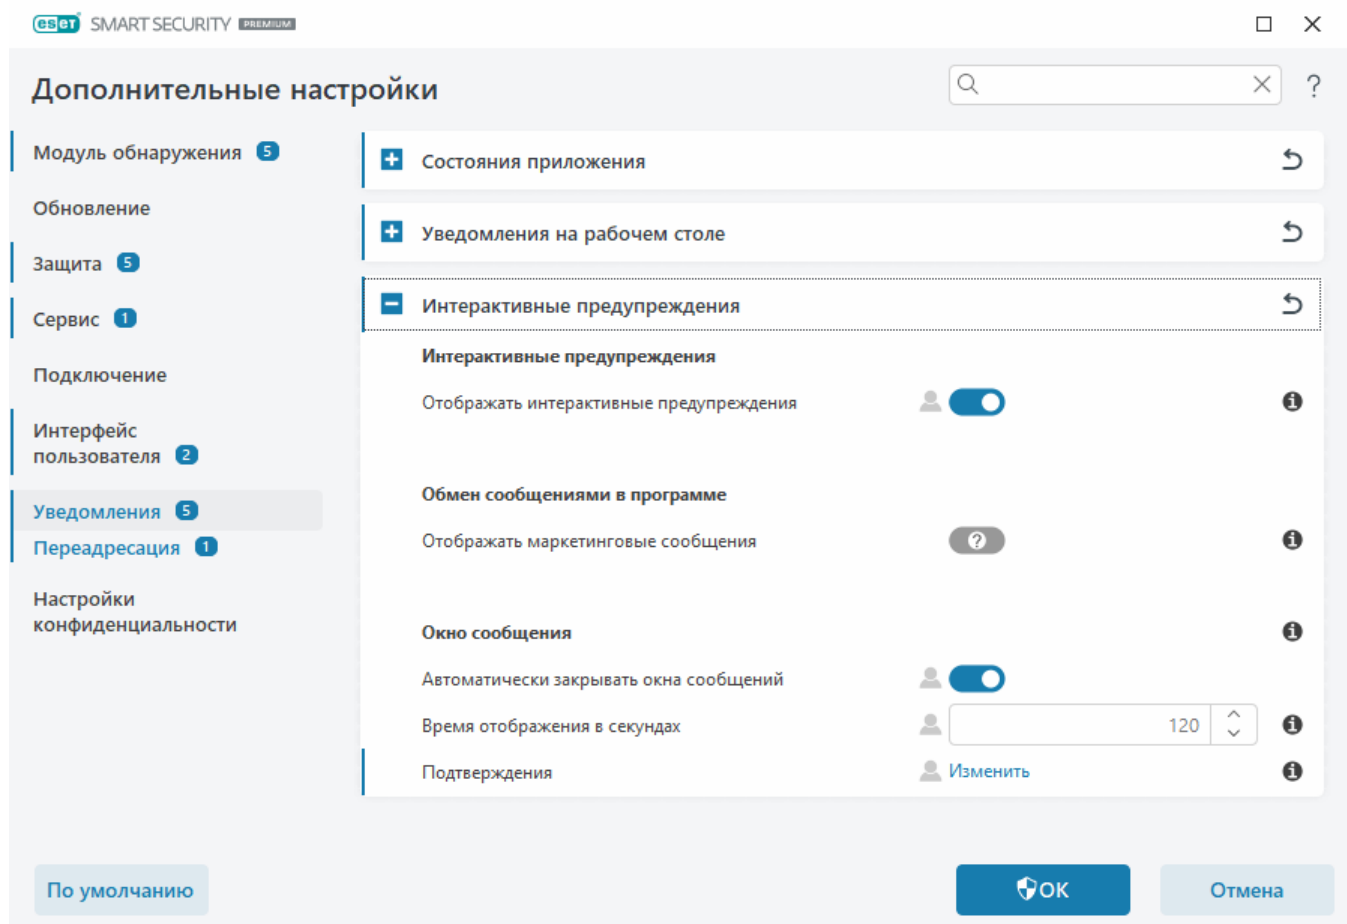 eset SMART SECURITY PREMIUM
Дополнительные настройки
?
Модуль обнаружения 5
Обновление
Защита 5
Сервис 1
Подключение
Интерфейс
пользователя 2
Уведомления 5
Переадресация 1
Настройки
конфиденциальности
Состояния приложения
Уведомления на рабочем столе
Интерактивные предупреждения
Интерактивные предупреждения
Отображать интерактивные предупреждения
Обмен сообщениями в программе
Отображать маркетинговые сообщения
Окно сообщения
Автоматически закрывать окна сообщений
Время отображения в секундах 120
Подтверждения Изменить
По умолчанию
ОК
Отмена